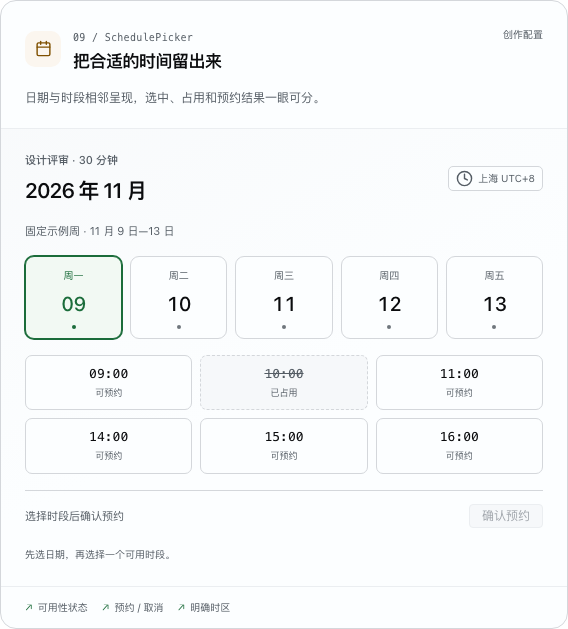 09 / SchedulePicker
创作配置
把合适的时间留出来
日期与时段相邻呈现，选中、占用和预约结果一眼可分。
设计评审 · 30 分钟
2026 年 11 月
上海 UTC+8
固定示例周 · 11 月 9 日—13 日
周一 周二 周三 周四 周五
09 10 11 12 13
09:00 10:00 11:00
可预约 已占用 可预约
14:00 15:00 16:00
可预约 可预约 可预约
选择时段后确认预约 确认预约
先选日期，再选择一个可用时段。
可用性状态 预约 / 取消 明确时区